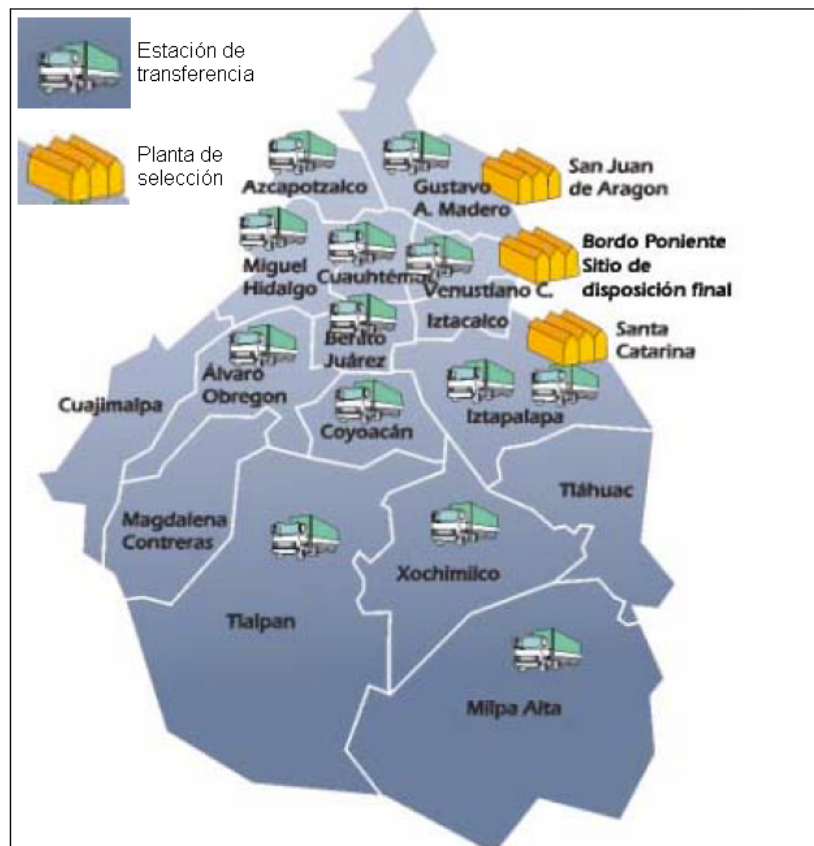 Estación de
transferencia
Planta de
selección
Azcapotzalco
Gustavo
A. Madero
San Juan
de Aragon
Miguel
Hidalgo
Cuauhtém
Venustiano C.
Bordo Poniente
Sitio de
disposición final
Iztacalco
Benito
Juárez
Santa
Catarina
Cuajimalpa
Álvaro
Obregon
Coyoacán
Iztapalapa
Tláhuac
Magdalena
Contreras
Xochimilco
Tlalpan
Milpa Alta